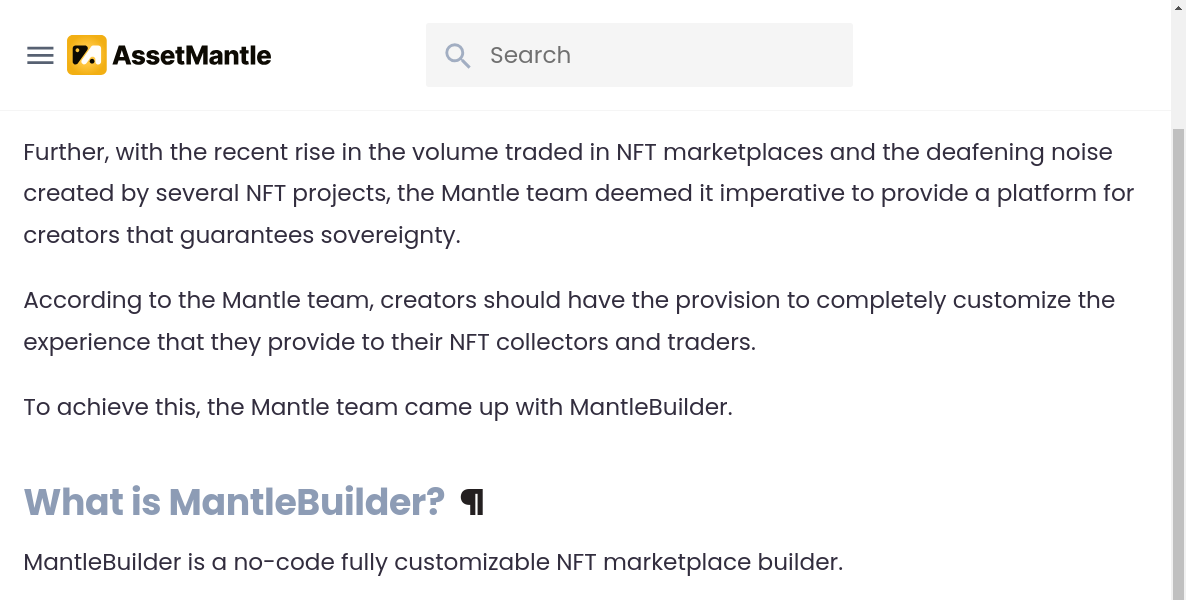 AssetMantle
Search
Further, with the recent rise in the volume traded in NFT marketplaces and the deafening noise
created by several NFT projects, the Mantle team deemed it imperative to provide a platform for
creators that guarantees sovereignty.
According to the Mantle team, creators should have the provision to completely customize the
experience that they provide to their NFT collectors and traders.
To achieve this, the Mantle team came up with MantleBuilder.
What is MantleBuilder? ¶
MantleBuilder is a no-code fully customizable NFT marketplace builder.